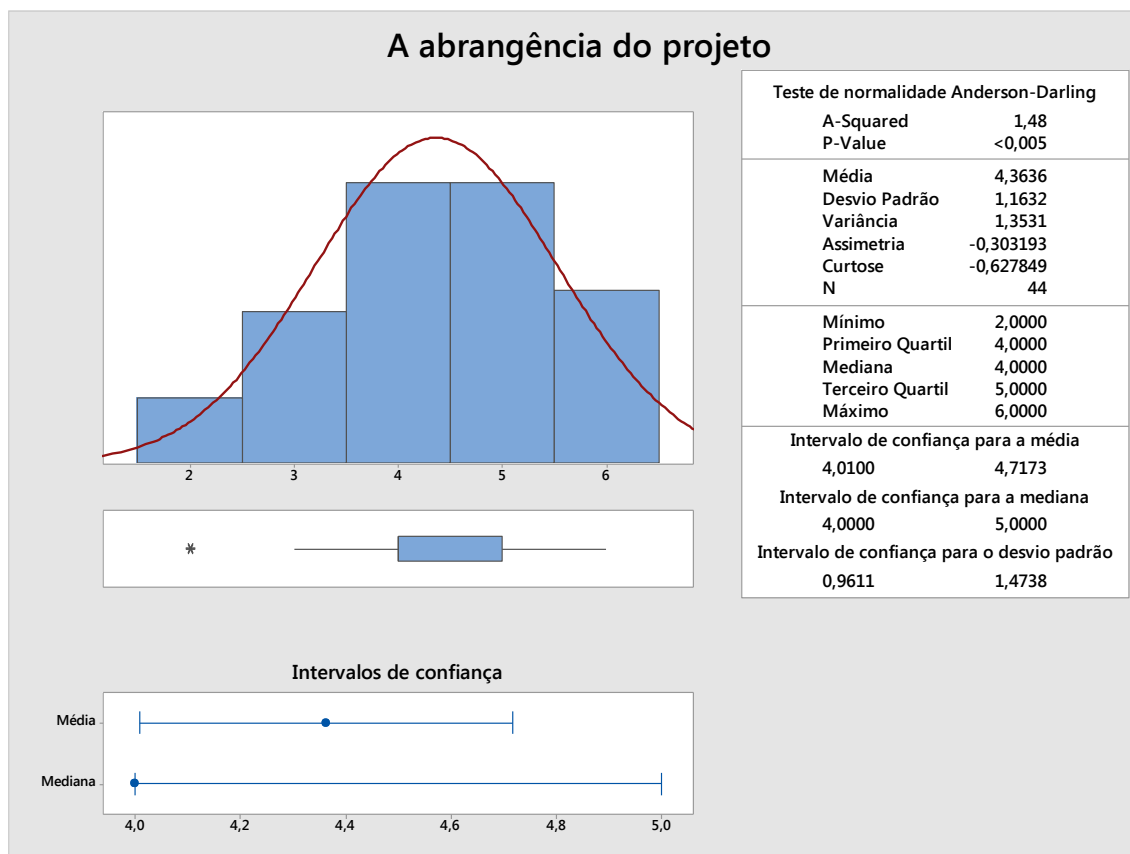 A abrangência do projeto
2 3 4 5 6
Intervalos de confiança
Média
Mediana
4,0 4,2 4,4 4,6 4,8 5,0
Teste de normalidade Anderson-Darling
A-Squared 1,48
P-Value <0,005
Média 4,3636
Desvio Padrão 1,1632
Variância 1,3531
Assimetria -0,303193
Curtose -0,627849
N 44
Mínimo 2,0000
Primeiro Quartil 4,0000
Mediana 4,0000
Terceiro Quartil 5,0000
Máximo 6,0000
Intervalo de confiança para a média
4,0100 4,7173
Intervalo de confiança para a mediana
4,0000 5,0000
Intervalo de confiança para o desvio padrão
0,9611 1,4738